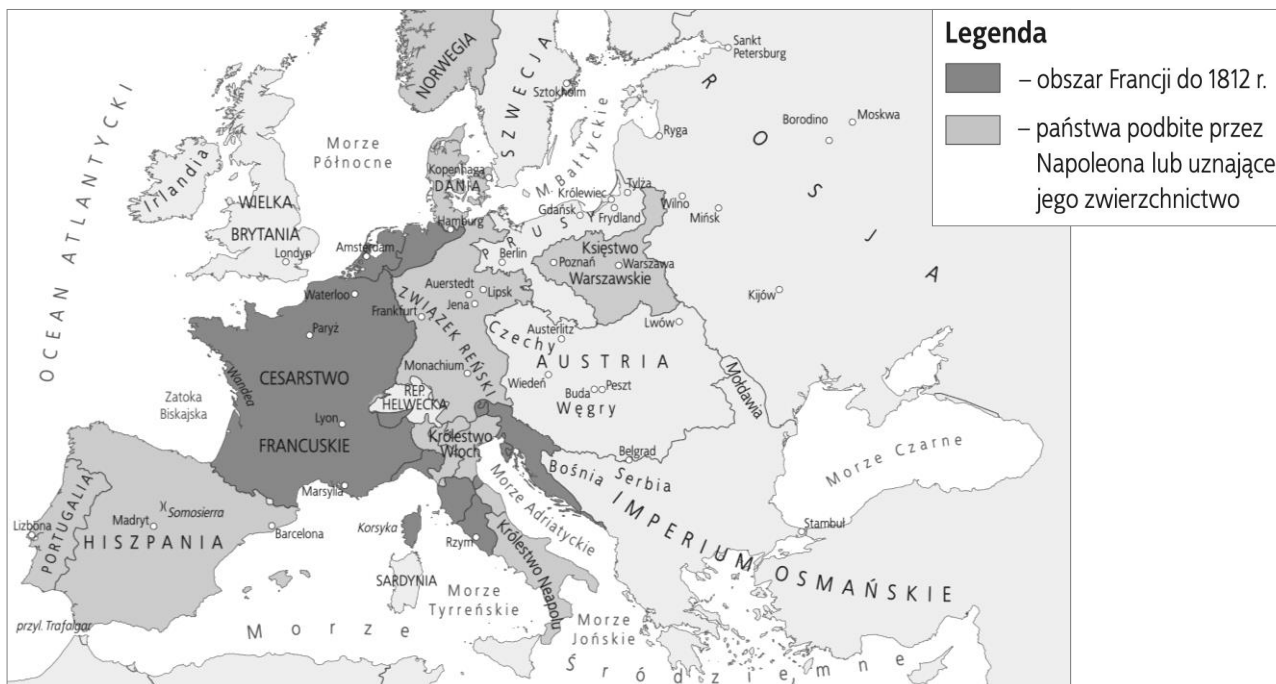 Legenda
– obszar Francji do 1812 r.
– państwa podbite przez
Napoleona lub uznające
jego zwierzchnictwo
OCEAN ATLANTYCKI
Irlandia
WIELKA
BRYTANIA
Londyn
Morze
Północne
NORWEGIA
SZWECJA
Sztokholm
M. Bałtyckie
Sankt
Petersburg
ROSJA
Ryga
Borodino
Moskwa
Kopenhaga
DANIA
Hamburg
Królewiec
Tylża
Gdańsk
Frydland
Wilno
Mińsk
PRUSY
Berlin
Księstwo
Warszawskie
Poznań
Warszawa
Kijów
Lwów
Amsterdam
Waterloo
Paryż
Auerstedt
Lipsk
Jena
Frankfurt
ZWIĄZEK REŃSKI
Monachium
Czechy
Austerlitz
AUSTRIA
Wiedeń
Buda
Peszt
Węgry
Mołdawia
CESARSTWO
FRANCUSKIE
Wandea
Zatoka
Biskajska
Lyon
Marsylia
REP.
HELWECKA
Królestwo
Włoch
Belgrad
Bośnia
Serbia
IMPERIUM OSMAŃSKIE
Morze Czarne
Stambuł
PORTUGALIA
Lizbona
HISZPANIA
Madryt
Somosierra
Barcelona
przyl. Trafalgar
Korsyka
SARDYNIA
Rzym
Królestwo Neapolu
Morze Adriatyckie
Morze
Tyrreńskie
Morze
Jońskie
Morze Śródziemne